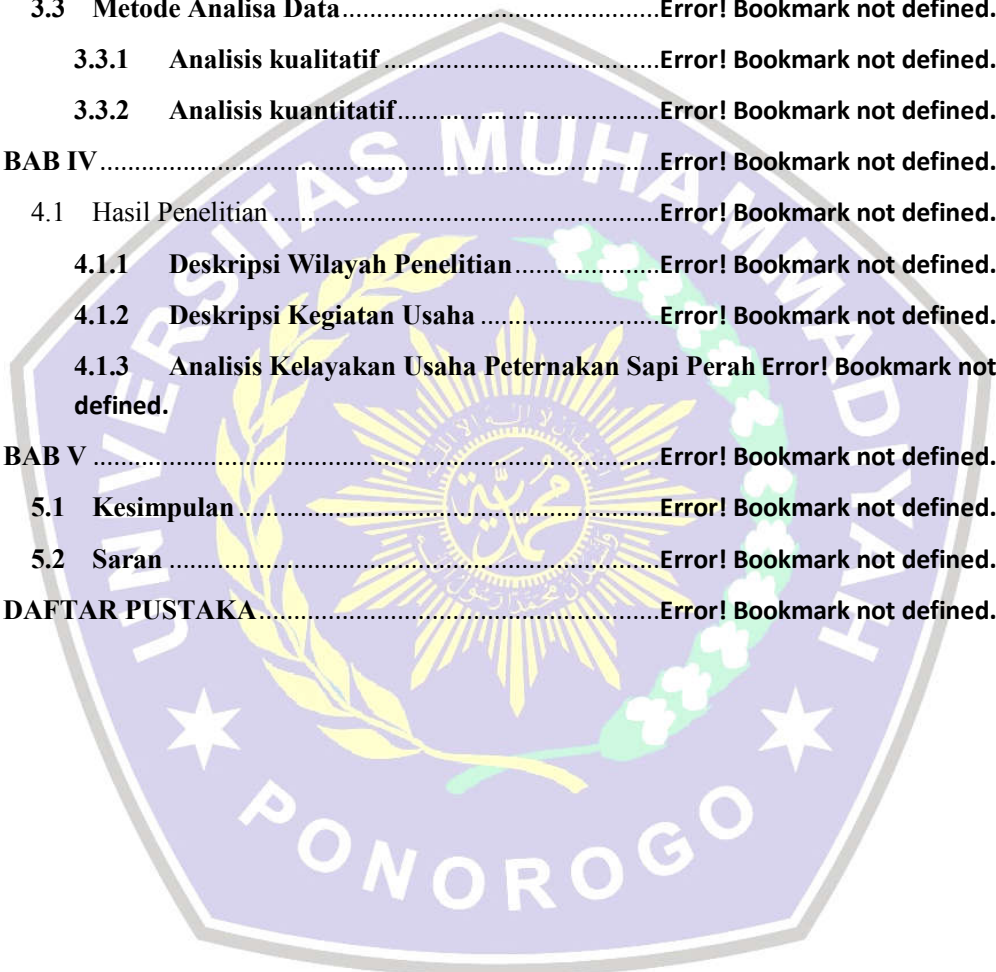 3.3 Metode Analisa Data....................................................Error! Bookmark not defined.
3.3.1 Analisis kualitatif..............................................Error! Bookmark not defined.
3.3.2 Analisis kuantitatif...........................................Error! Bookmark not defined.
BAB IV......................................................................................Error! Bookmark not defined.
4.1 Hasil Penelitian..............................................................Error! Bookmark not defined.
4.1.1 Deskripsi Wilayah Penelitian.........................Error! Bookmark not defined.
4.1.2 Deskripsi Kegiatan Usaha...............................Error! Bookmark not defined.
4.1.3 Analisis Kelayakan Usaha Peternakan Sapi Perah Error! Bookmark not
defined.
BAB V.......................................................................................Error! Bookmark not defined.
5.1 Kesimpulan....................................................................Error! Bookmark not defined.
5.2 Saran..............................................................................Error! Bookmark not defined.
DAFTAR PUSTAKA...............................................................Error! Bookmark not defined.
UNIVERSITAS MUHAMMADIYAH
PONOROGO